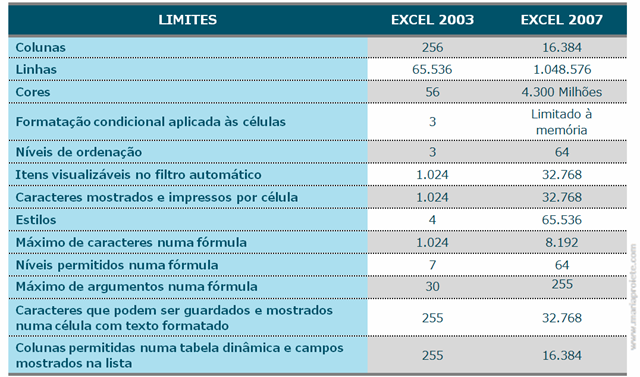 LIMITES EXCEL 2003 EXCEL 2007
Colunas 256 16.384
Linhas 65.536 1.048.576
Cores 56 4.300 Milhões
Formatação condicional aplicada às células 3 Limitado à
memória
Níveis de ordenação 3 64
Itens visualizáveis no filtro automático 1.024 32.768
Caracteres mostrados e impressos por célula 1.024 32.768
Estilos 4 65.536
Máximo de caracteres numa fórmula 1.024 8.192
Níveis permitidos numa fórmula 7 64
Máximo de argumentos numa fórmula 30 255
Caracteres que podem ser guardados e mostrados
numa célula com texto formatado 255 32.768
Colunas permitidas numa tabela dinâmica e campos
mostrados na lista 255 16.384